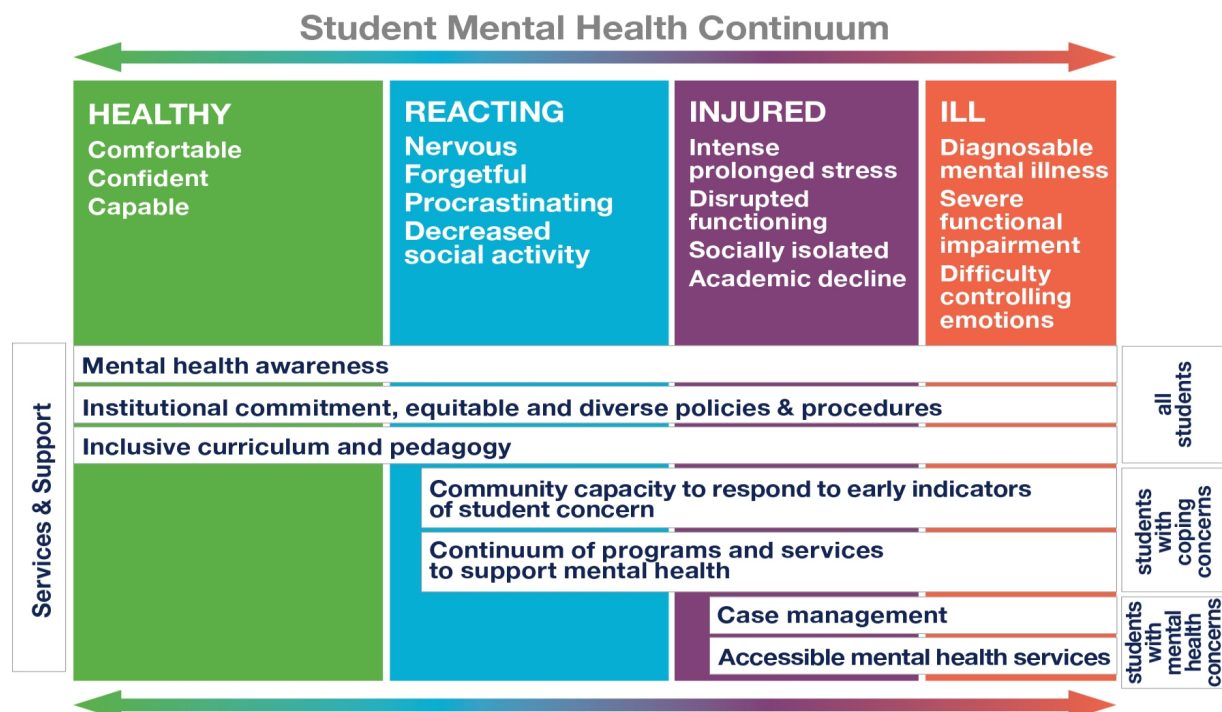 Student Mental Health Continuum
HEALTHY
Comfortable
Confident
Capable
REACTING
Nervous
Forgetful
Procrastinating
Decreased
social activity
INJURED
Intense
prolonged stress
Disrupted
functioning
Socially isolated
Academic decline
ILL
Diagnosable
mental illness
Severe
functional
impairment
Difficulty
controlling
emotions
Services & Support
Mental health awareness
Institutional commitment, equitable and diverse policies & procedures
Inclusive curriculum and pedagogy
all
students
Community capacity to respond to early indicators
of student concern
Continuum of programs and services
to support mental health
students
with
coping
concerns
Case management
Accessible mental health services
students
with
mental
health
concerns